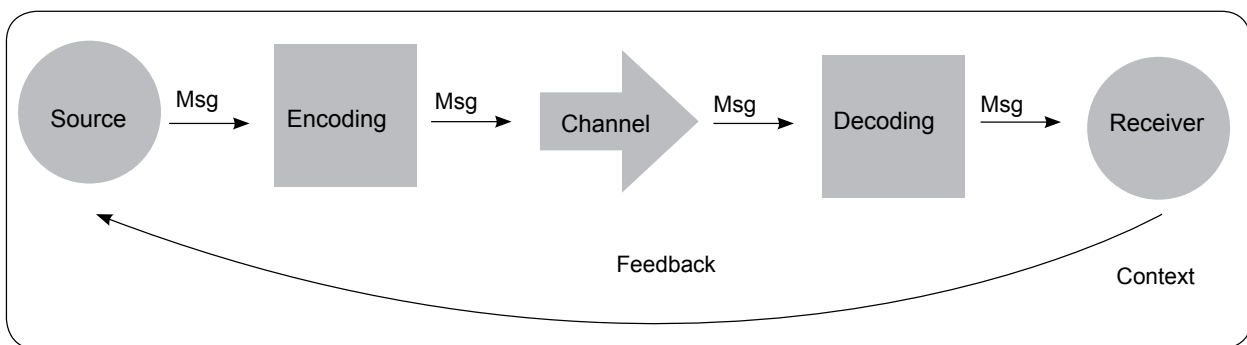 Source
Msg
Encoding
Msg
Channel
Msg
Decoding
Msg
Receiver
Feedback
Context